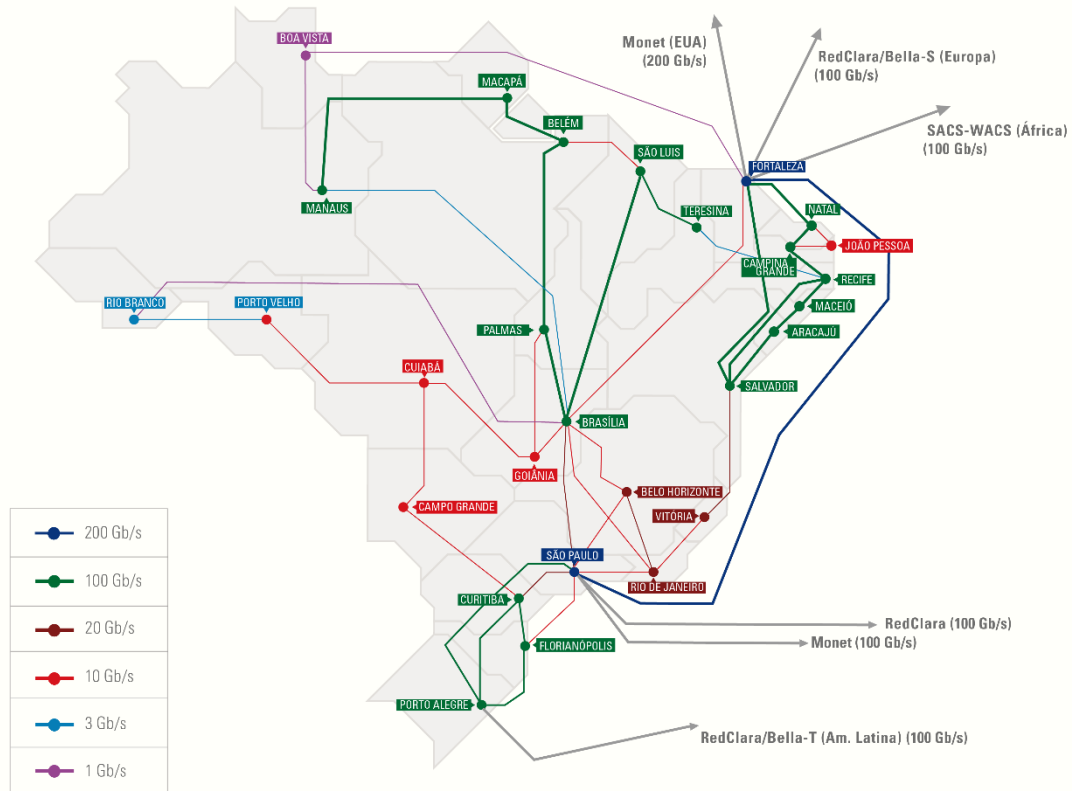 BOA VISTA
Monet (EUA)
(200 Gb/s)
RedClara/Bella-S (Europa)
(100 Gb/s)
MACAPÁ
SACS-WACS (África)
(100 Gb/s)
BELÉM
SÃO LUIS
FORTALEZA
MANAUS
TERESINA
NATAL
JOÃO PESSOA
CAMPINA
GRANDE
RECIFE
RIO BRANCO
PORTO VELHO
MACEIÓ
PALMAS
ARACAJÚ
CUIABÁ
SALVADOR
BRASÍLIA
GOIÂNIA
BELO HORIZONTE
CAMPO GRANDE
VITÓRIA
SÃO PAULO
RIO DE JANEIRO
CURITIBA
RedClara (100 Gb/s)
Monet (100 Gb/s)
FLORIANÓPOLIS
PORTO ALEGRE
RedClara/Bella-T (Am. Latina) (100 Gb/s)
200 Gb/s
100 Gb/s
20 Gb/s
10 Gb/s
3 Gb/s
1 Gb/s